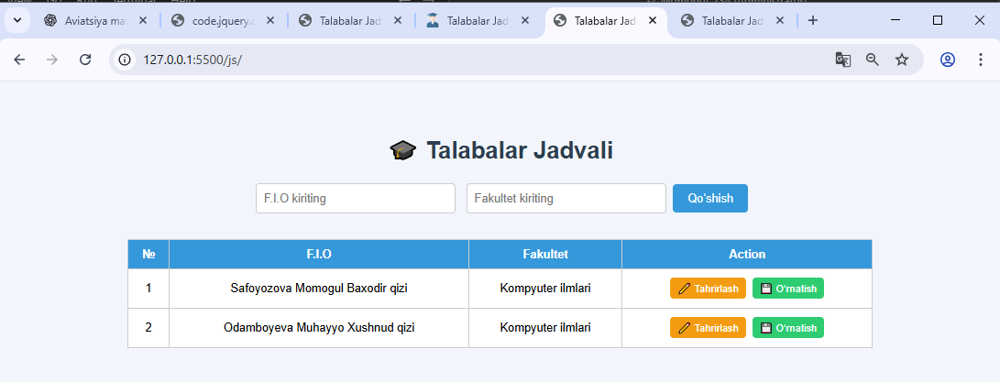 Aviatsiya ma
code.jquery.c
Talabalar Jad
Talabalar Jad
Talabalar Jad
Talabalar Jad
127.0.0.1:5500/js/
🎓 Talabalar Jadvali
F.I.O kiriting Fakultet kiriting Qo'shish
№ F.I.O Fakultet Action
1 Safoyozova Momogul Baxodir qizi Kompyuter ilmlari Tahrirlash O'rnatish
2 Odamboyeva Muhayyo Xushnud qizi Kompyuter ilmlari Tahrirlash O'rnatish